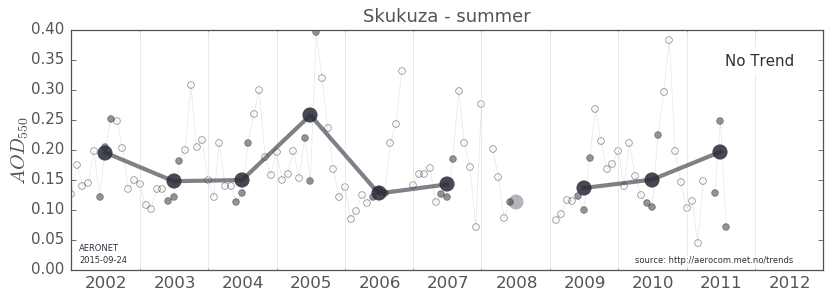 Skukuza - summer
AOD550
0.40
0.35
0.30
0.25
0.20
0.15
0.10
0.05
0.00
No Trend
AERONET
2015-09-24
source: http://aerocom.met.no/trends
2002 2003 2004 2005 2006 2007 2008 2009 2010 2011 2012